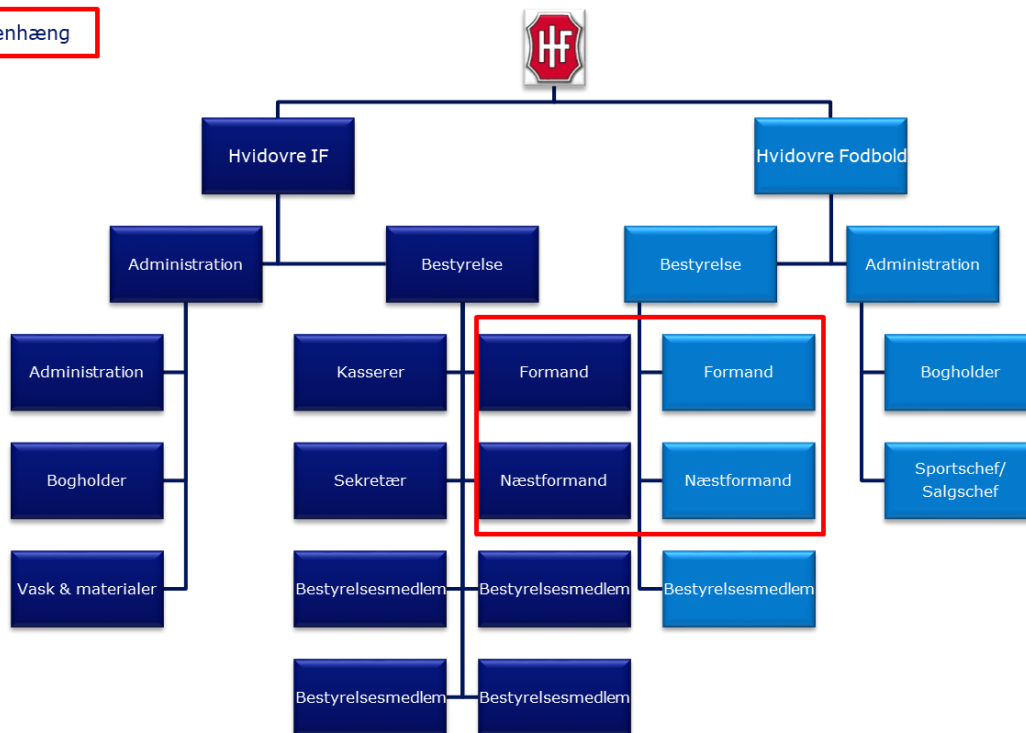 enhæng
HIF
Hvidovre IF
Hvidovre Fodbold
Administration
Bestyrelse
Bestyrelse
Administration
Administration
Kasserer
Formand
Formand
Bogholder
Bogholder
Sekretær
Næstformand
Næstformand
Sportschef/
Salgschef
Vask & materialer
Bestyrelsesmedlem
Bestyrelsesmedlem
Bestyrelsesmedlem
Bestyrelsesmedlem
Bestyrelsesmedlem